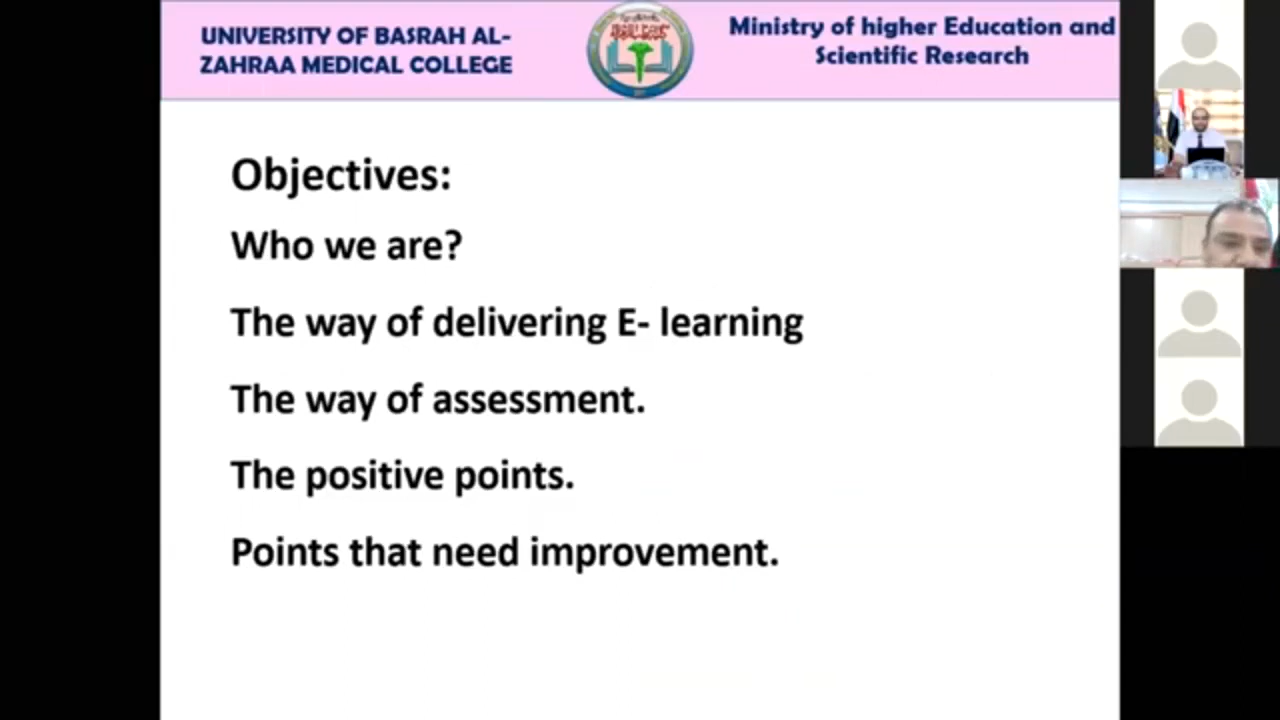 UNIVERSITY OF BASRAH AL-
ZAHRAA MEDICAL COLLEGE
Ministry of higher Education and
Scientific Research
Objectives:
Who we are?
The way of delivering E- learning
The way of assessment.
The positive points.
Points that need improvement.